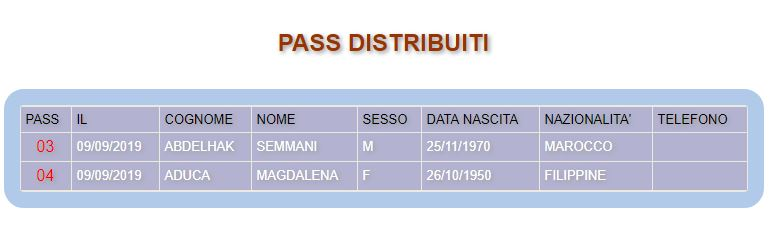 PASS DISTRIBUITI
PASS IL COGNOME NOME SESSO DATA NASCITA NAZIONALITA' TELEFONO
03 09/09/2019 ABDELHAK SEMMANI M 25/11/1970 MAROCCO
04 09/09/2019 ADUCA MAGDALENA F 26/10/1950 FILIPPINE